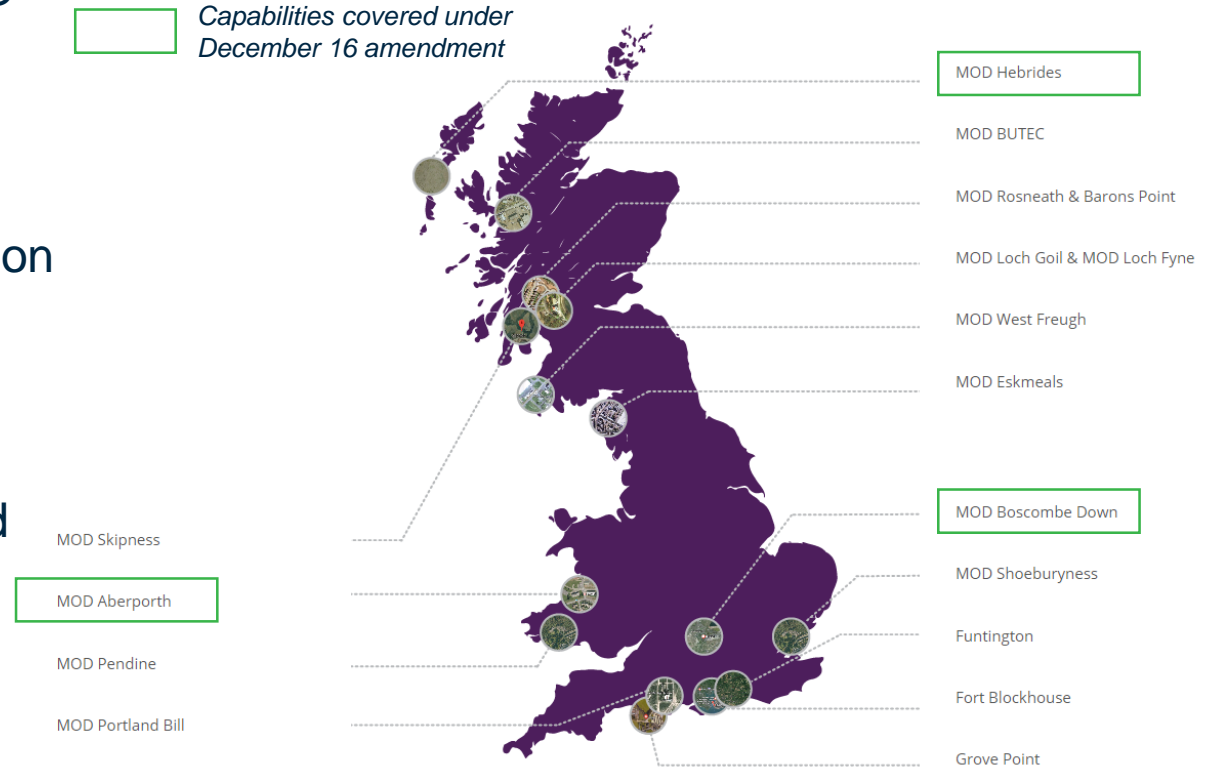 Capabilities covered under
December 16 amendment
MOD Hebrides
MOD BUTEC
MOD Rosneath & Barons Point
on
MOD Loch Goil & MOD Loch Fyne
MOD West Freugh
MOD Eskmeals
d
MOD Boscombe Down
MOD Skipness
MOD Shoeburyness
MOD Aberporth
Funtington
MOD Pendine
Fort Blockhouse
MOD Portland Bill
Grove Point